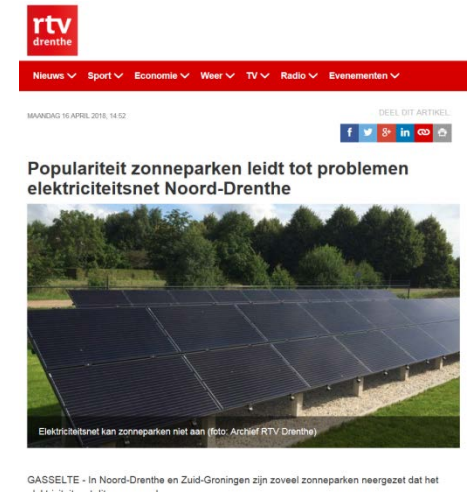 rtv
drenthe
Nieuws Sport Economie Weer TV Radio Evenementen
MAANDAG 16 APRIL 2018, 14:52
DEEL DIT ARTIKEL:
Populariteit zonneparken leidt tot problemen
elektriciteitsnet Noord-Drenthe
Elektriciteitsnet kan zonneparken niet aan (foto: Archief RTV Drenthe)
GASSELTE - In Noord-Drenthe en Zuid-Groningen zijn zoveel zonneparken neergezet dat het